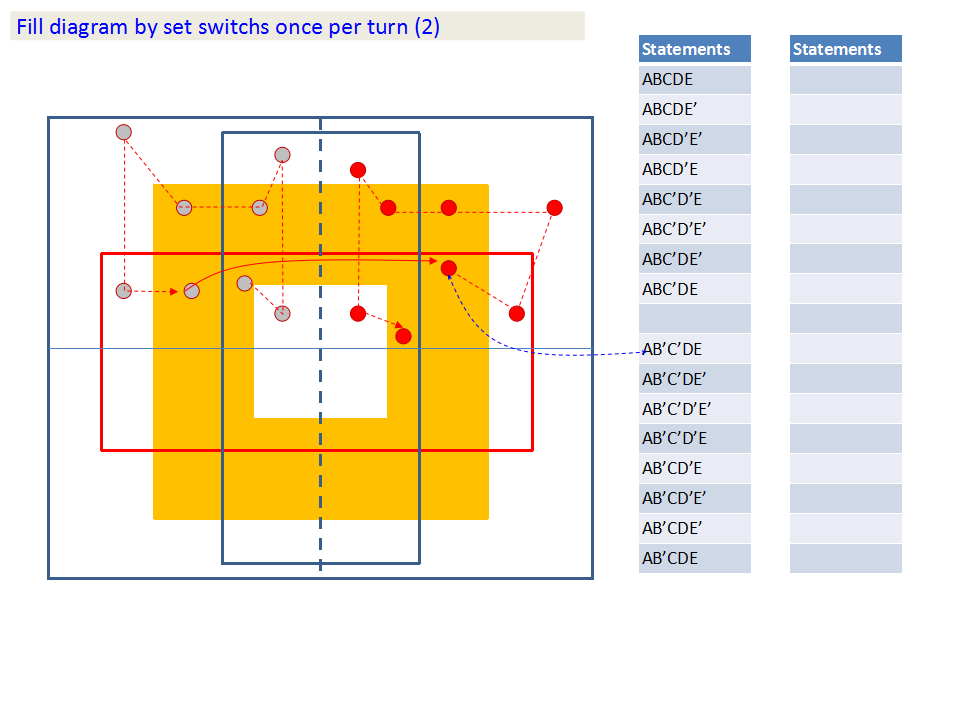 Fill diagram by set switchs once per turn (2)
Statements
ABCDE
ABCDE’
ABCD’E’
ABCD’E
ABC’D’E
ABC’D’E’
ABC’DE’
ABC’DE
AB’C’DE
AB’C’DE’
AB’C’D’E’
AB’C’D’E
AB’CD’E
AB’CD’E’
AB’CDE’
AB’CDE
Statements